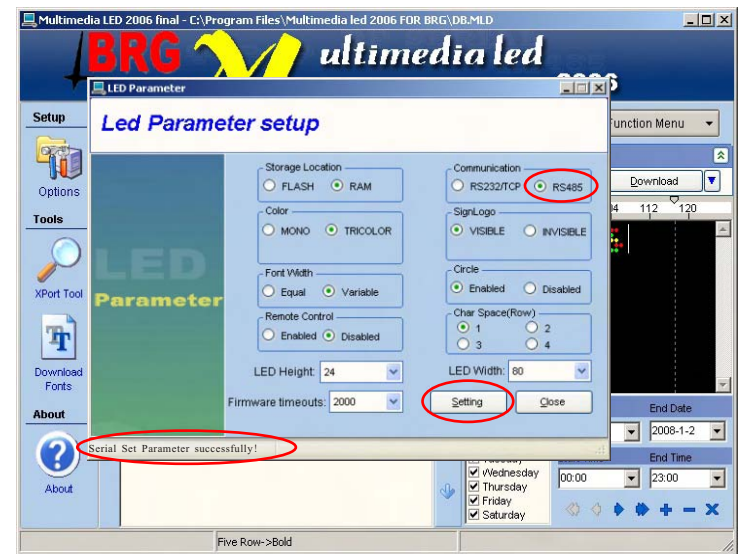 Multimedia LED 2006 final - C:\Program Files\Multimedia led 2006 FOR BRG\DB.MLD
BRG M ultimedia led
LED Parameter
Led Parameter setup
Setup
Function Menu
Options
Tools
XPort Tool
Download
Fonts
About
About
Storage Location
FLASH RAM
Communication
RS232/TCP RS485
Download
Color
MONO TRICOLOR
SignLogo
VISIBLE INVISIBLE
112 120
LED
Parameter
Font Width
Equal Variable
Circle
Enabled Disabled
Remote Control
Enabled Disabled
Char Space(Row)
1 2
3 4
LED Height: 24
LED Width: 80
Firmware timeouts: 2000
Setting Close
Serial Set Parameter successfully!
End Date
2008-1-2
End Time
00:00 23:00
Wednesday
Thursday
Friday
Saturday
Five Row->Bold